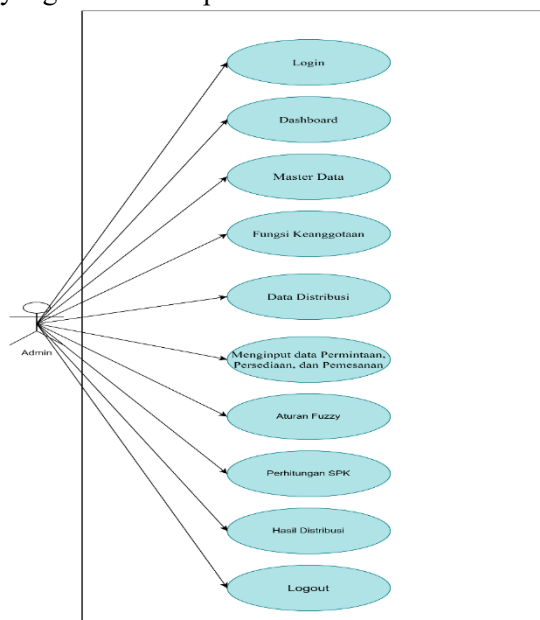 Login
Dashboard
Master Data
Fungsi Keanggotaan
Data Distribusi
Admin
Menginput data Permintaan,
Persediaan, dan Pemesanan
Aturan Fuzzy
Perhitungan SPK
Hasil Distribusi
Logout